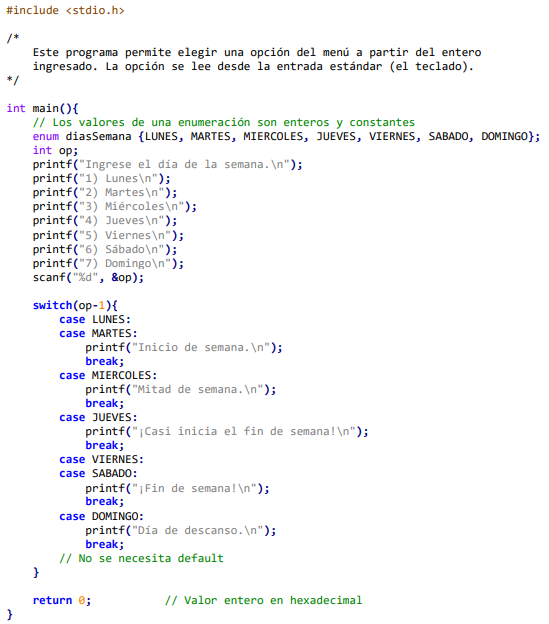 #include <stdio.h>
/*
    Este programa permite elegir una opción del menú a partir del entero
    ingresado. La opción se lee desde la entrada estándar (el teclado).
*/
int main(){
    // Los valores de una enumeración son enteros y constantes
    enum diasSemana {LUNES, MARTES, MIERCOLES, JUEVES, VIERNES, SABADO, DOMINGO};
    int op;
    printf("Ingrese el día de la semana.\n");
    printf("1) Lunes\n");
    printf("2) Martes\n");
    printf("3) Miércoles\n");
    printf("4) Jueves\n");
    printf("5) Viernes\n");
    printf("6) Sábado\n");
    printf("7) Domingo\n");
    scanf("%d", &op);
    switch(op-1){
        case LUNES:
        case MARTES:
            printf("Inicio de semana.\n");
            break;
        case MIERCOLES:
            printf("Mitad de semana.\n");
            break;
        case JUEVES:
            printf("¡Casi inicia el fin de semana!\n");
            break;
        case VIERNES:
        case SABADO:
            printf("¡Fin de semana!\n");
            break;
        case DOMINGO:
            printf("Día de descanso.\n");
            break;
        // No se necesita default
    }
    return 0;           // Valor entero en hexadecimal
}